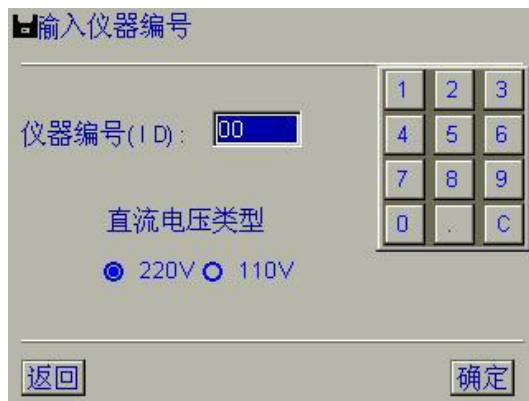 输入仪器编号
仪器编号(ID): 00
1 2 3
4 5 6
7 8 9
0 . C
直流电压类型
220V 110V
返回 确定